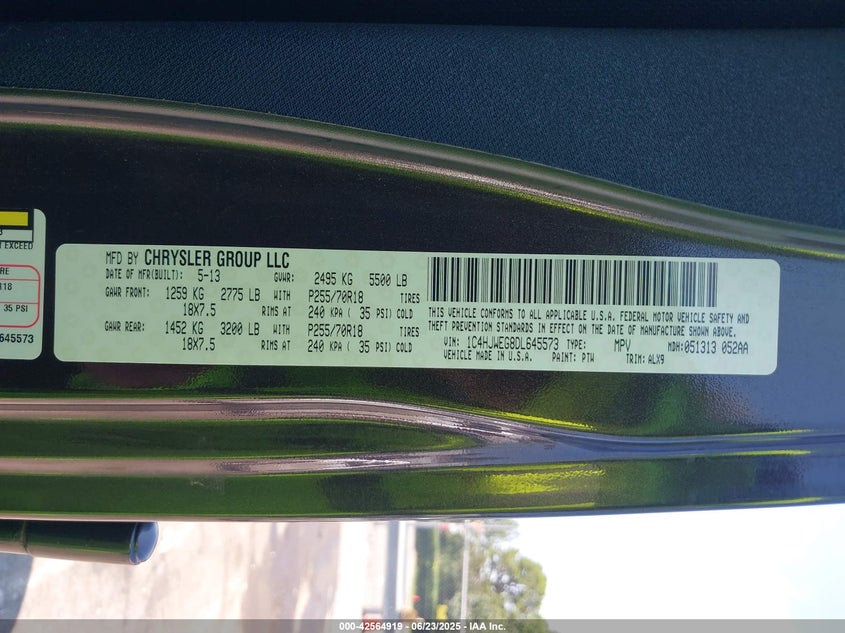 EXCEED
R18
35 PSI
645573
MFD BY CHRYSLER GROUP LLC
DATE OF MFR(BUILT): 5-13 GVWR: 2495 KG 5500 LB
GAWR FRONT: 1259 KG 2775 LB WITH P255/70R18 TIRES
18X7.5 RIMS AT 240 KPA ( 35 PSI) COLD
GAWR REAR: 1452 KG 3200 LB WITH P255/70R18 TIRES
18X7.5 RIMS AT 240 KPA ( 35 PSI) COLD
THIS VEHICLE CONFORMS TO ALL APPLICABLE U.S.A. FEDERAL MOTOR VEHICLE SAFETY AND
THEFT PREVENTION STANDARDS IN EFFECT ON THE DATE OF MANUFACTURE SHOWN ABOVE.
VIN: 1C4HJWEG8DL645573 TYPE: MPV MDH: 051313 052AA
VEHICLE MADE IN U.S.A. PAINT: PTW TRIM: ALX9
000-42564919 - 06/23/2025 - IAA Inc.